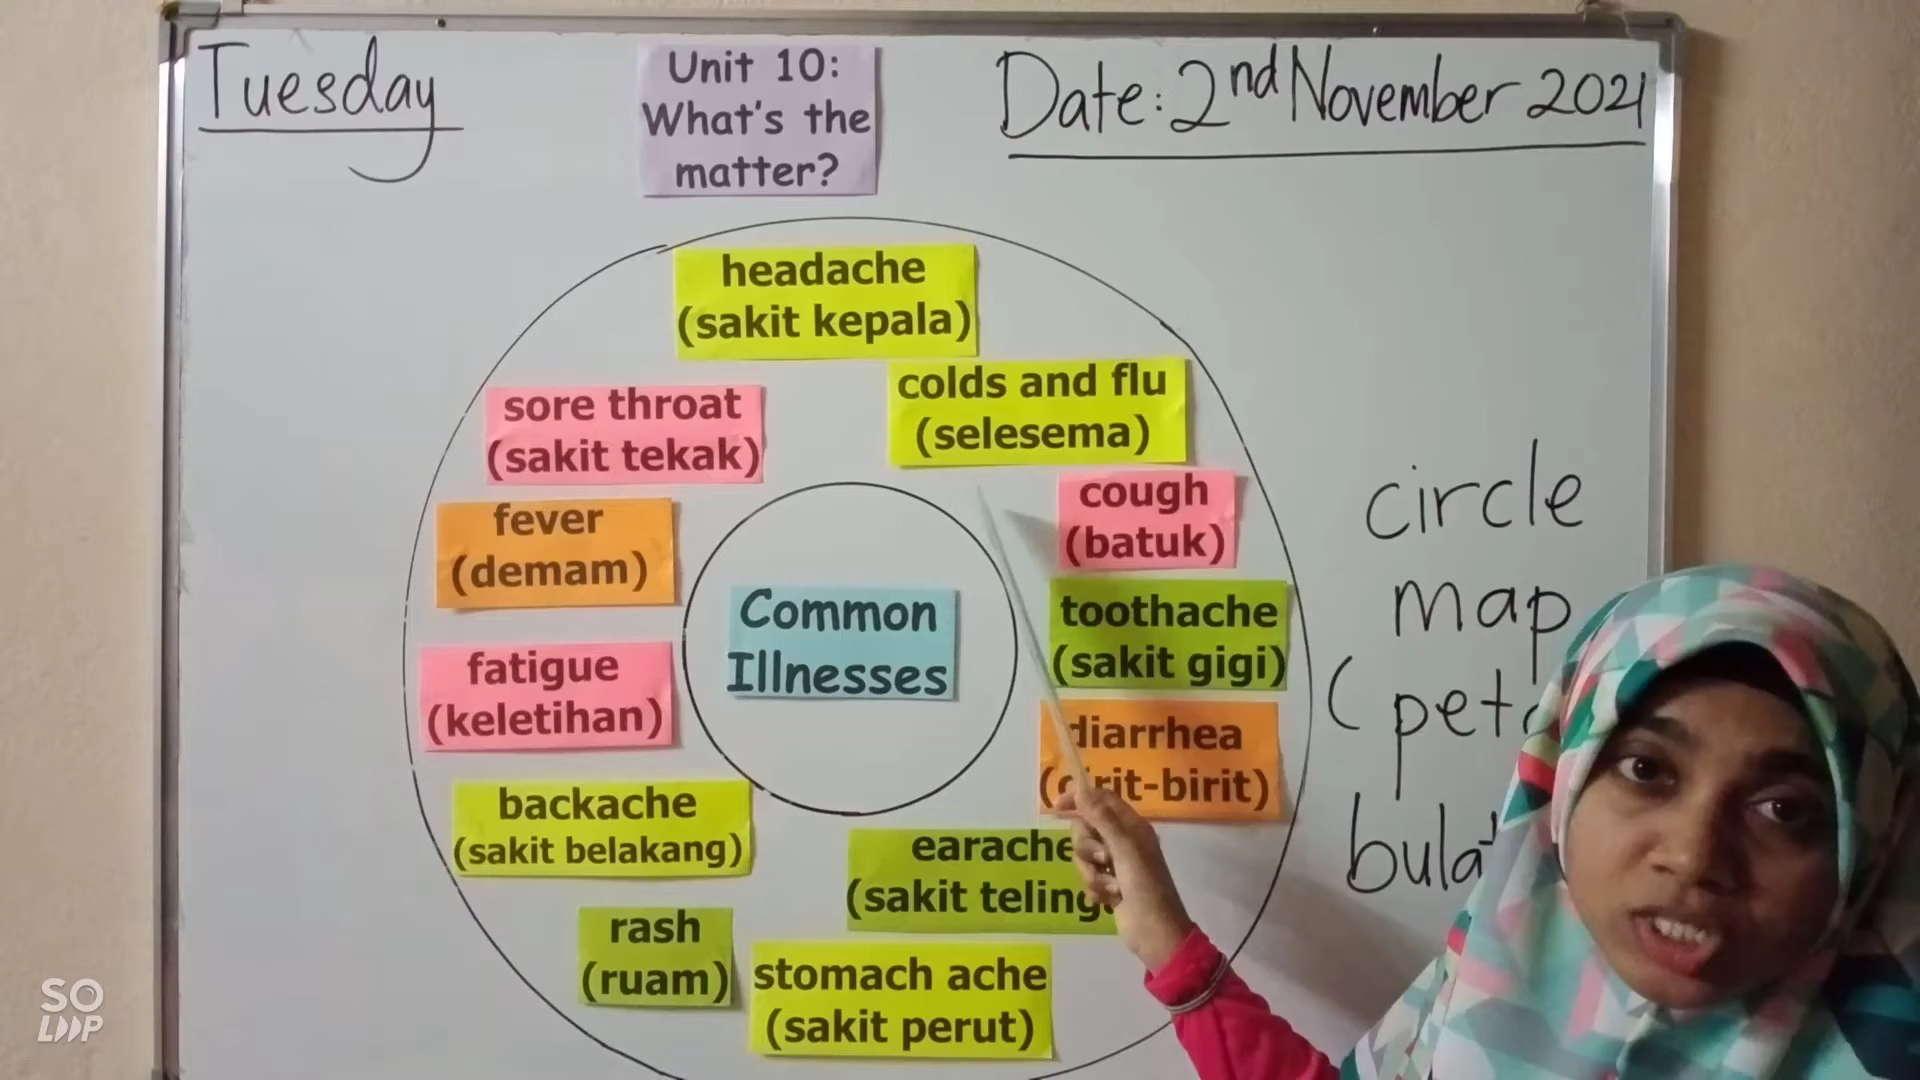 Tuesday
Unit 10:
What's the
matter?
Date: 2nd November 2021
headache
(sakit kepala)
colds and flu
(selesema)
sore throat
(sakit tekak)
cough
(batuk)
fever
(demam)
toothache
(sakit gigi)
Common
Illnesses
fatigue
(keletihan)
diarrhea
backache
(sakit belakang)
earache
(sakit
rash
(ruam)
stomach ache
(sakit perut)
circle
map
SO
LOOP